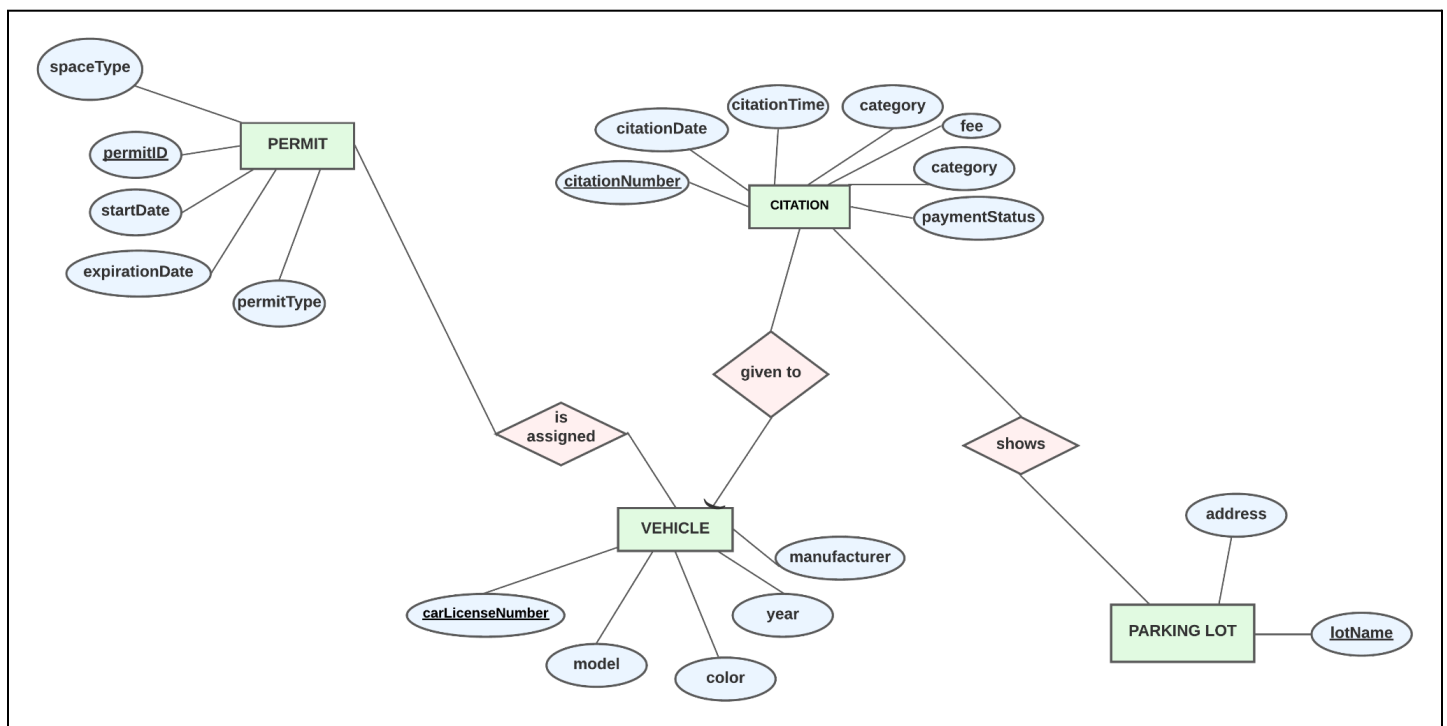 spaceType
PERMIT
permitID
startDate
expirationDate
permitType
citationTime
category
citationDate
fee
citationNumber
category
CITATION
paymentStatus
given to
is
assigned
shows
VEHICLE
manufacturer
carLicenseNumber
year
model
color
address
PARKING LOT
lotName